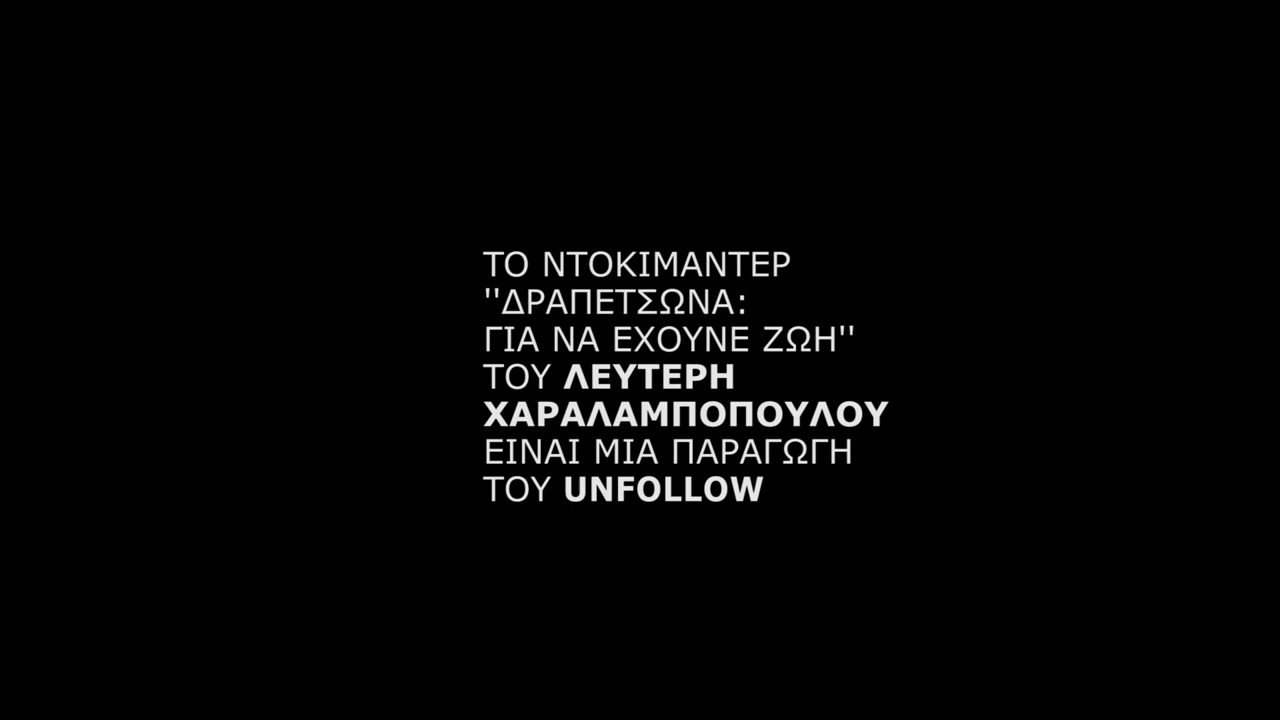 ΤΟ ΝΤΟΚΙΜΑΝΤΕΡ
''ΔΡΑΠΕΤΣΩΝΑ:
ΓΙΑ ΝΑ ΕΧΟΥΝΕ ΖΩΗ''
ΤΟΥ ΛΕΥΤΕΡΗ
ΧΑΡΑΛΑΜΠΟΠΟΥΛΟΥ
ΕΙΝΑΙ ΜΙΑ ΠΑΡΑΓΩΓΗ
ΤΟΥ UNFOLLOW